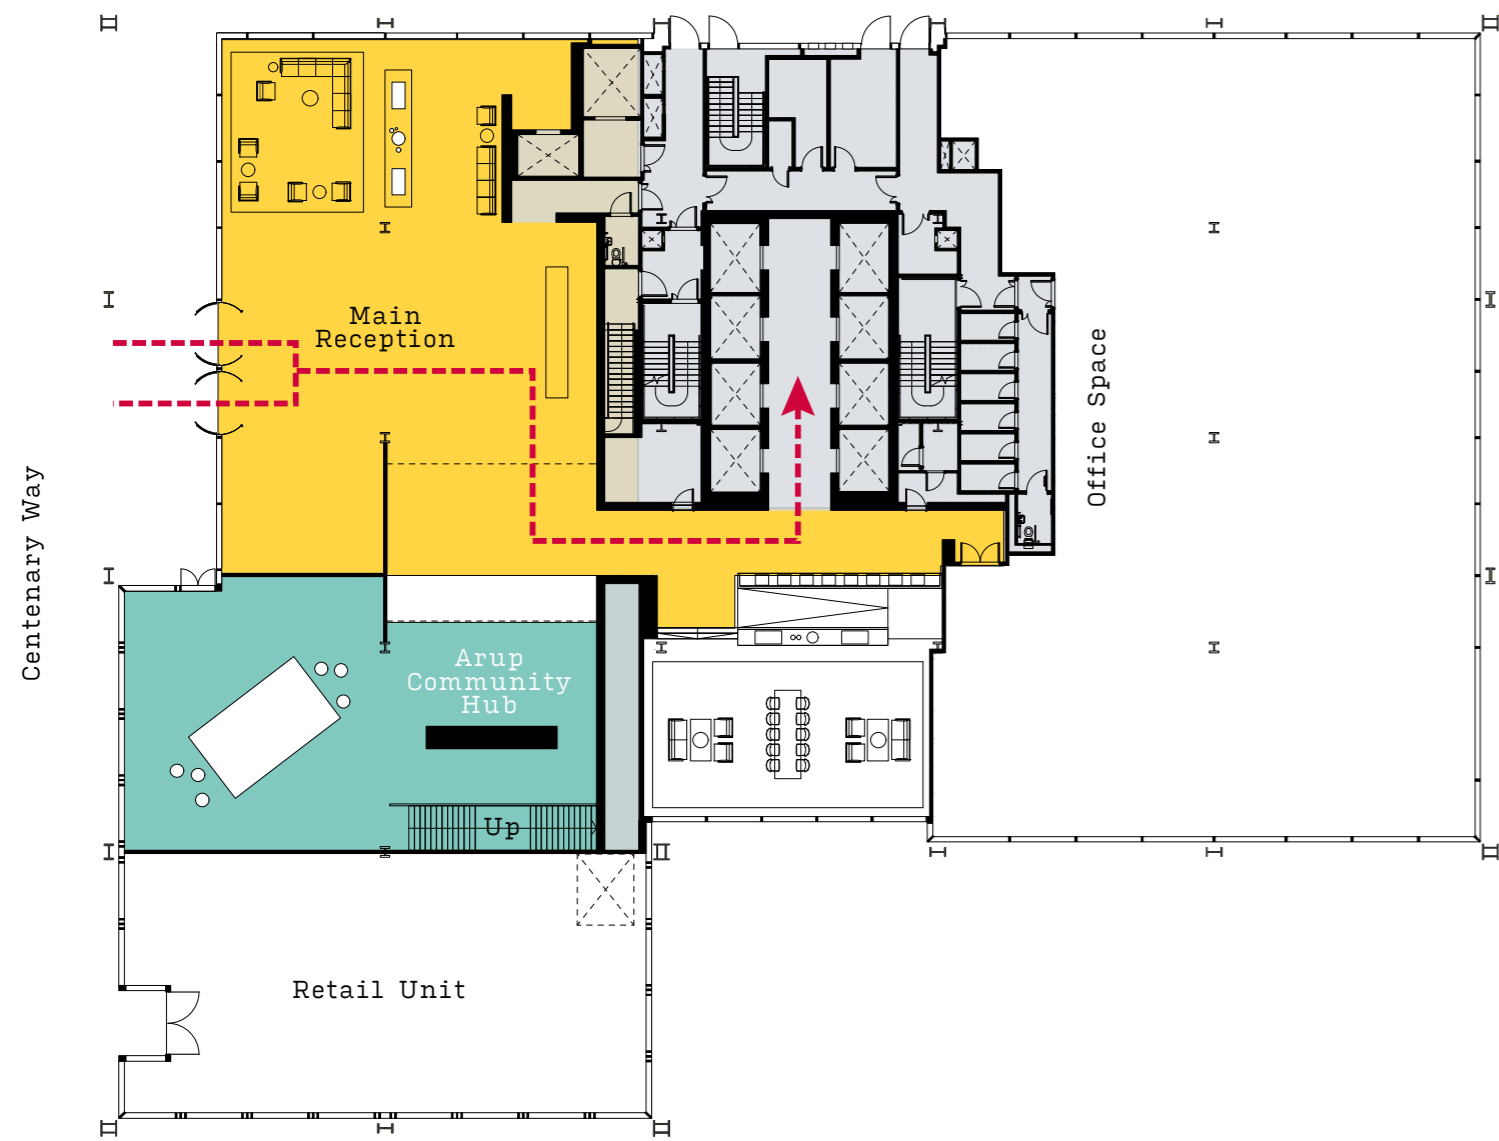 Main
Reception
Office Space
Centenary Way
Arup
Community
Hub
Up
Retail Unit